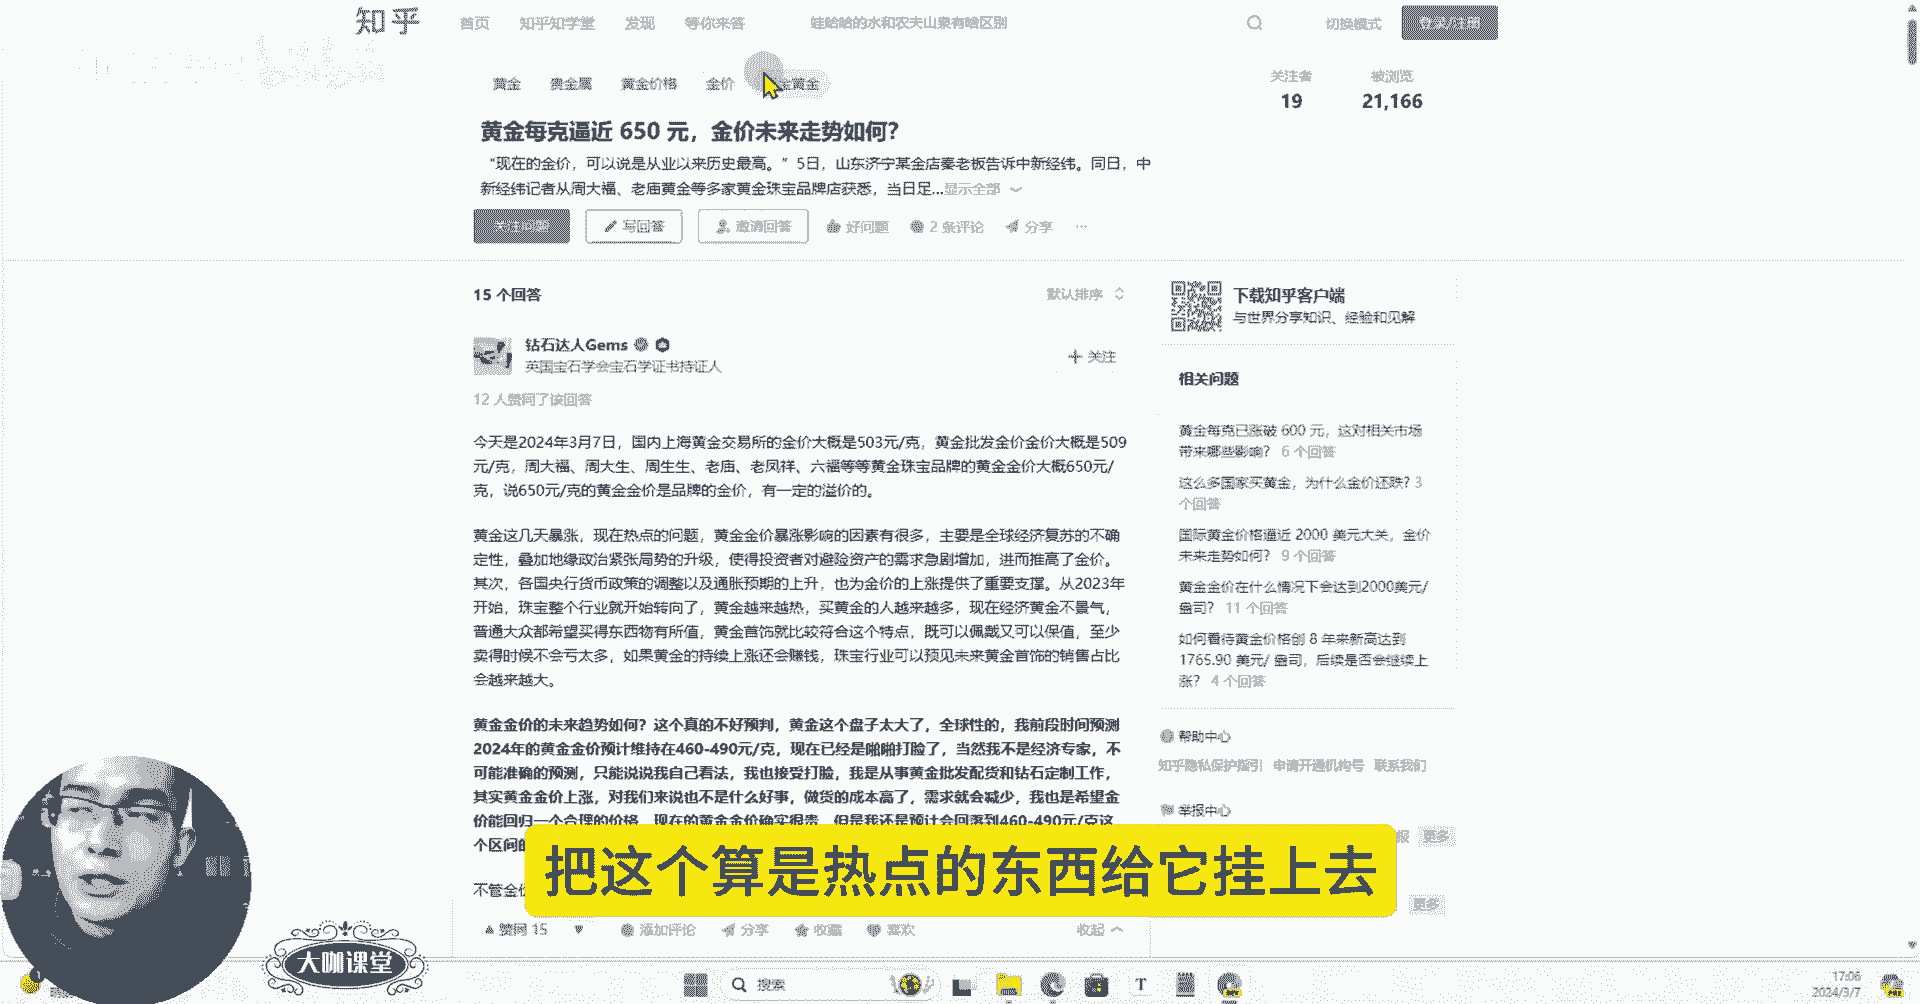 知乎 首页 知乎知学堂 发现 等你来答 娃哈哈的水和农夫山泉有啥区别 切换模式 登录/注册
黄金 贵金属 黄金价格 金价 金黄金
关注者 被浏览
19 21,166
黄金每克逼近 650 元，金价未来走势如何？
“现在的金价，可以说是从业以来历史最高。” 5日，山东济宁某金店秦老板告诉中新经纬。同日，中
新经纬记者从周大福、老庙黄金等多家黄金珠宝品牌店获悉，当日足...显示全部
关注问题 写回答 邀请回答 好问题 2 条评论 分享 ...
15 个回答 默认排序
钻石达人Gems
英国宝石学会宝石学证书持证人
关注
12 人赞同了该回答
今天是2024年3月7日，国内上海黄金交易所的金价大概是503元/克，黄金批发金价金价大概是509
元/克，周大福、周大生、周生生、老庙、老凤祥、六福等等黄金珠宝品牌的黄金金价大概650元/
克，说650元/克的黄金金价是品牌的金价，有一定的溢价的。
黄金这几天暴涨，现在热点的问题，黄金金价暴涨影响的因素有很多，主要是全球经济复苏的不确
定性，叠加地缘政治紧张局势的升级，使得投资者对避险资产的需求急剧增加，进而推高了金价。
其次，各国央行货币政策的调整以及通胀预期的上升，也为金价的上涨提供了重要支撑。从2023年
开始，珠宝整个行业就开始转向了，黄金越来越热，买黄金的人越来越多，现在经济黄金不景气，
普通大众都希望买得东西物有所值，黄金首饰就比较符合这个特点，既可以佩戴又可以保值，至少
卖得时候不会亏太多，如果黄金的持续上涨还会赚钱，珠宝行业可以预见未来黄金首饰的销售占比
会越来越大。
黄金金价的未来趋势如何？这个真的不好预判，黄金这个盘子太大了，全球性的，我前段时间预测
2024年的黄金金价预计维持在460-490元/克，现在已经是啪啪打脸了，当然我不是经济专家，不
可能准确的预测，只能说说我自己看法，我也接受打脸，我是从事黄金批发配货和钻石定制工作，
其实黄金金价上涨，对我们来说也不是什么好事，做货的成本高了，需求就会减少，我也是希望金
价能回归一个合理的价格，现在的黄金金价确实很贵，但是我还是预计会回落到460-490元/克这
个区间的
不管金价
赞同 15 添加评论 分享 收藏 喜欢 收起
下载知乎客户端
与世界分享知识、经验和见解
相关问题
黄金每克已涨破 600 元，这对相关市场
带来哪些影响？ 6 个回答
这么多国家买黄金，为什么金价还跌？ 3
个回答
国际黄金价格逼近 2000 美元大关，金价
未来走势如何？ 9 个回答
黄金金价在什么情况下会达到2000美元/
盎司？ 11 个回答
如何看待黄金价格创 8 年来新高达到
1765.90 美元/ 盎司，后续是否会继续上
涨？ 4 个回答
帮助中心
知乎隐私保护指引 申请开通机构号 联系我们
举报中心
报 更多
更多
把这个算是热点的东西给它挂上去
大咖课堂
搜索
17:06
2024/3/7